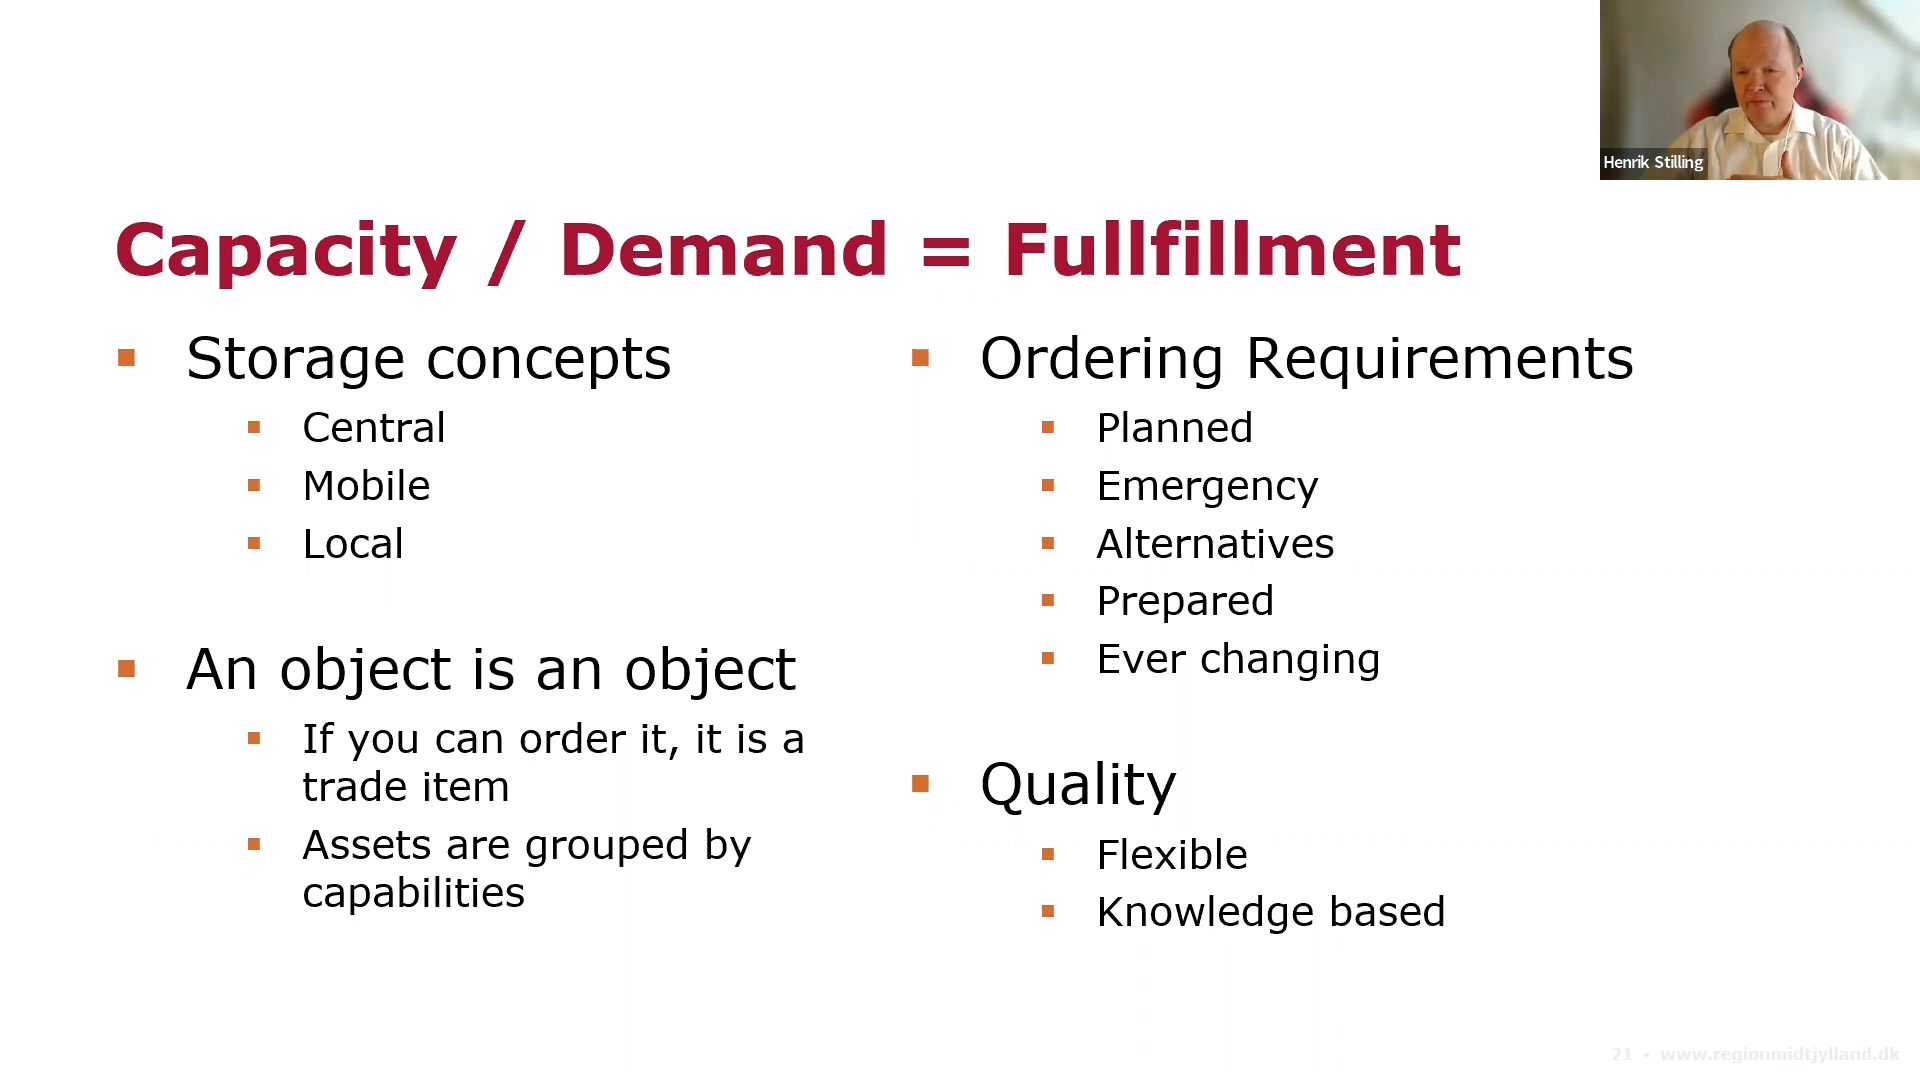 Henrik Stilling
Capacity / Demand = Fullfillment
Storage concepts
Central
Mobile
Local
An object is an object
If you can order it, it is a
trade item
Assets are grouped by
capabilities
Ordering Requirements
Planned
Emergency
Alternatives
Prepared
Ever changing
Quality
Flexible
Knowledge based
21 • www.regionmidtjylland.dk